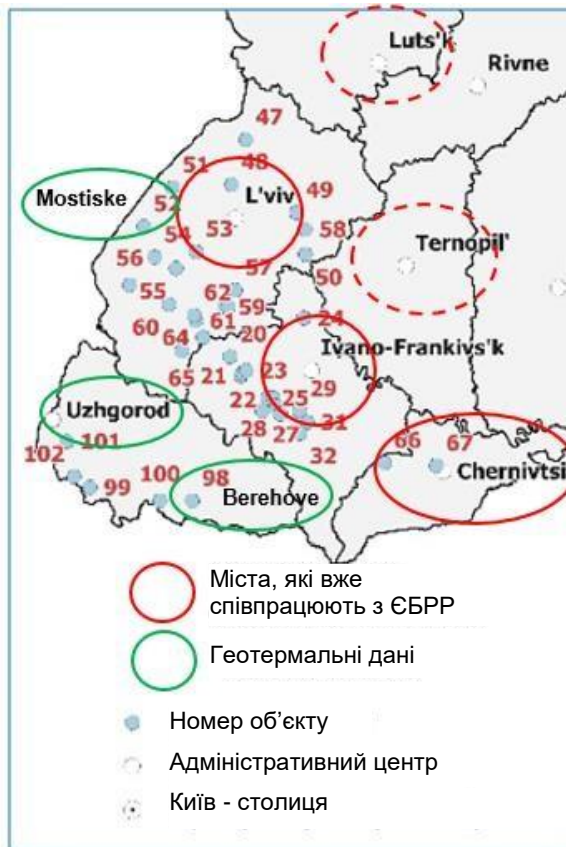 Luts'k
Rivne
47
51
48
Mostiske
52
L'viv
49
54
53
58
Ternopil'
56
57
50
55
62
59
24
60
61
20
Ivano-Frankivs'k
64
65
21
23
29
Uzhgorod
22
25
31
28
27
66
67
101
32
102
100
98
Chernivtsi
99
Berehove
Міста, які вже
співпрацюють з ЄБРР
Геотермальні дані
Номер об’єкту
Адміністративний центр
Київ - столиця